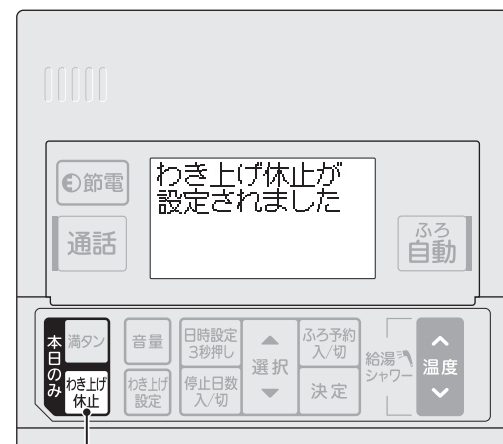 節電
わき上げ休止が
設定されました
通話
ふろ
自動
本日のみ
満タン
わき上げ
休止
音量
わき上げ
設定
日時設定
3秒押し
停止日数
入/切
選択
ふろ予約
入/切
決定
給湯
シャワー
温度